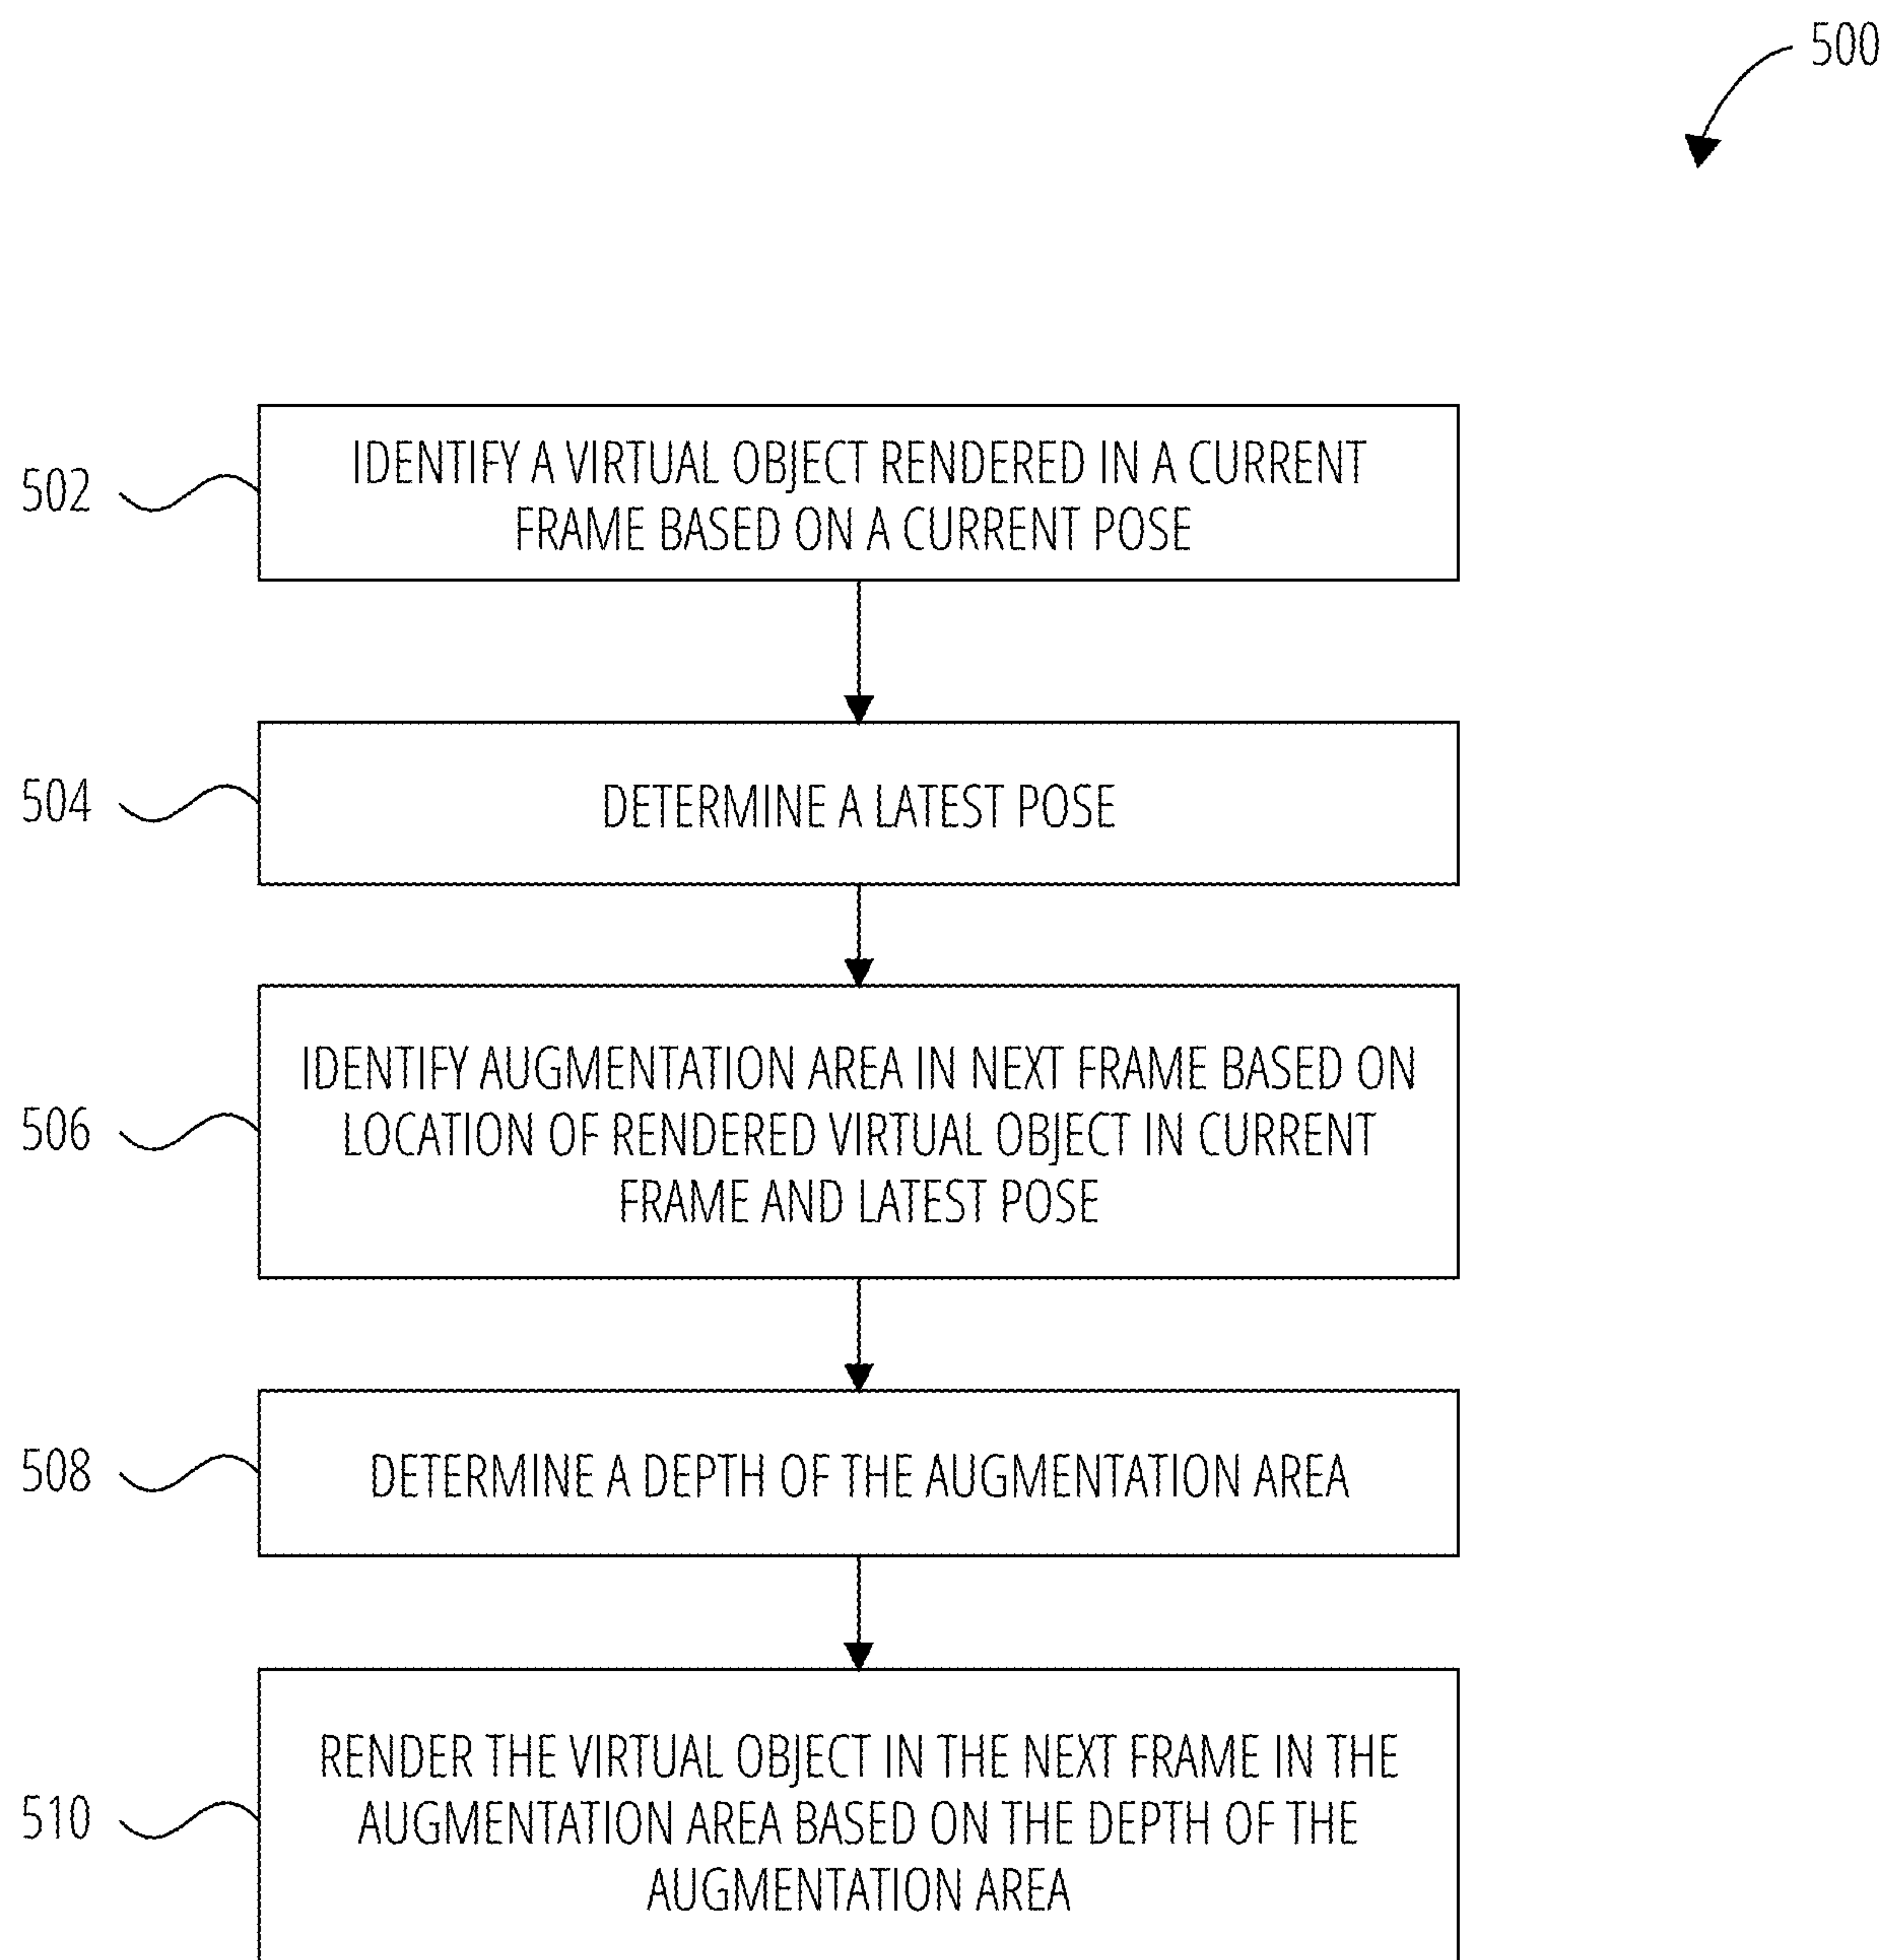 500
502
IDENTIFY A VIRTUAL OBJECT RENDERED IN A CURRENT
FRAME BASED ON A CURRENT POSE
504
DETERMINE A LATEST POSE
506
IDENTIFY AUGMENTATION AREA IN NEXT FRAME BASED ON
LOCATION OF RENDERED VIRTUAL OBJECT IN CURRENT
FRAME AND LATEST POSE
508
DETERMINE A DEPTH OF THE AUGMENTATION AREA
510
RENDER THE VIRTUAL OBJECT IN THE NEXT FRAME IN THE
AUGMENTATION AREA BASED ON THE DEPTH OF THE
AUGMENTATION AREA